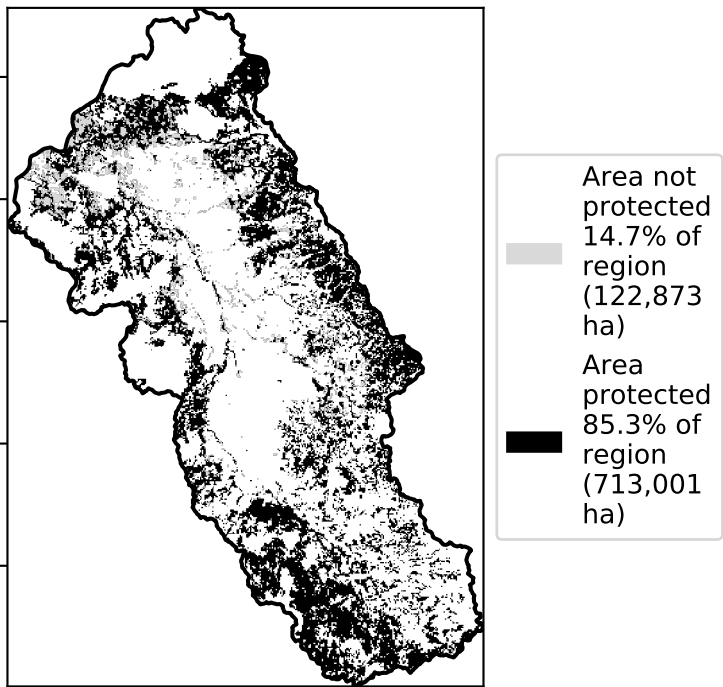 Area not
protected
14.7% of
region
(122,873
ha)
Area
protected
85.3% of
region
(713,001
ha)